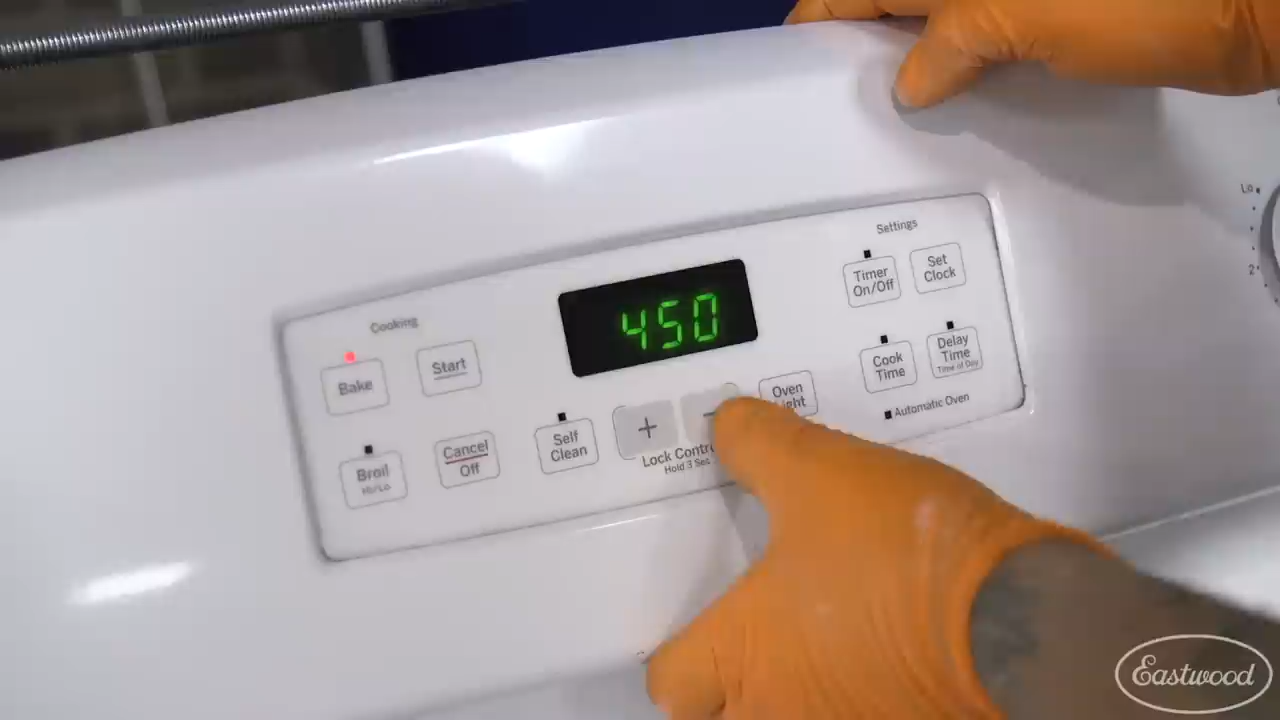 Cooking
Bake
Start
Broil
Hi/Lo
Cancel
Off
450
Self
Clean
+
-
Lock
Hold 3 Sec
Oven
Settings
Timer
On/Off
Set
Clock
Cook
Time
Delay
Time
Time of Day
Automatic Oven
Lo
2
Eastwood